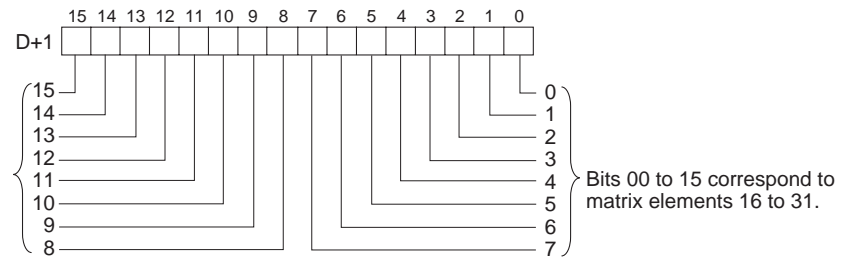 15 14 13 12 11 10 9 8 7 6 5 4 3 2 1 0
D+1
15 0
14 1
13 2
12 3
11 4
10 5
9 6
8 7
Bits 00 to 15 correspond to
matrix elements 16 to 31.